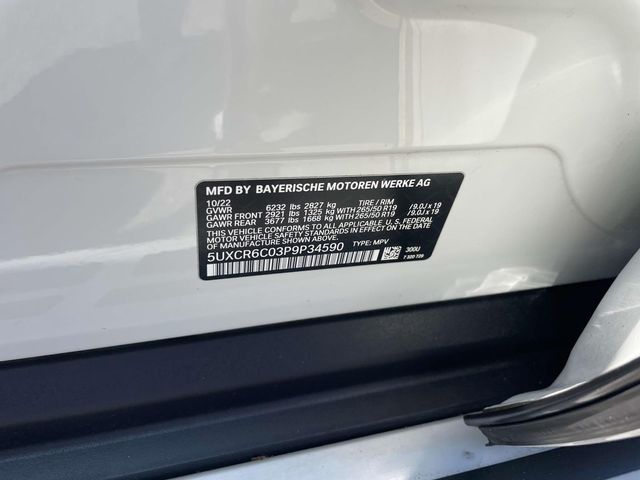 MFD BY BAYERISCHE MOTOREN WERKE AG
10/22 TIRE / RIM
GVWR 6232 lbs 2827 kg
GAWR FRONT 2921 lbs 1325 kg WITH 265/50 R19 /9.0J x 19
GAWR REAR 3677 lbs 1668 kg WITH 265/50 R19 /9.0J x 19
THIS VEHICLE CONFORMS TO ALL APPLICABLE FEDERAL
MOTOR VEHICLE SAFETY STANDARDS IN EFFECT ON THE
DATE OF MANUFACTURE SHOWN ABOVE.
5UXCR6C03P9P34590 TYPE: MPV
300U
7 920 729